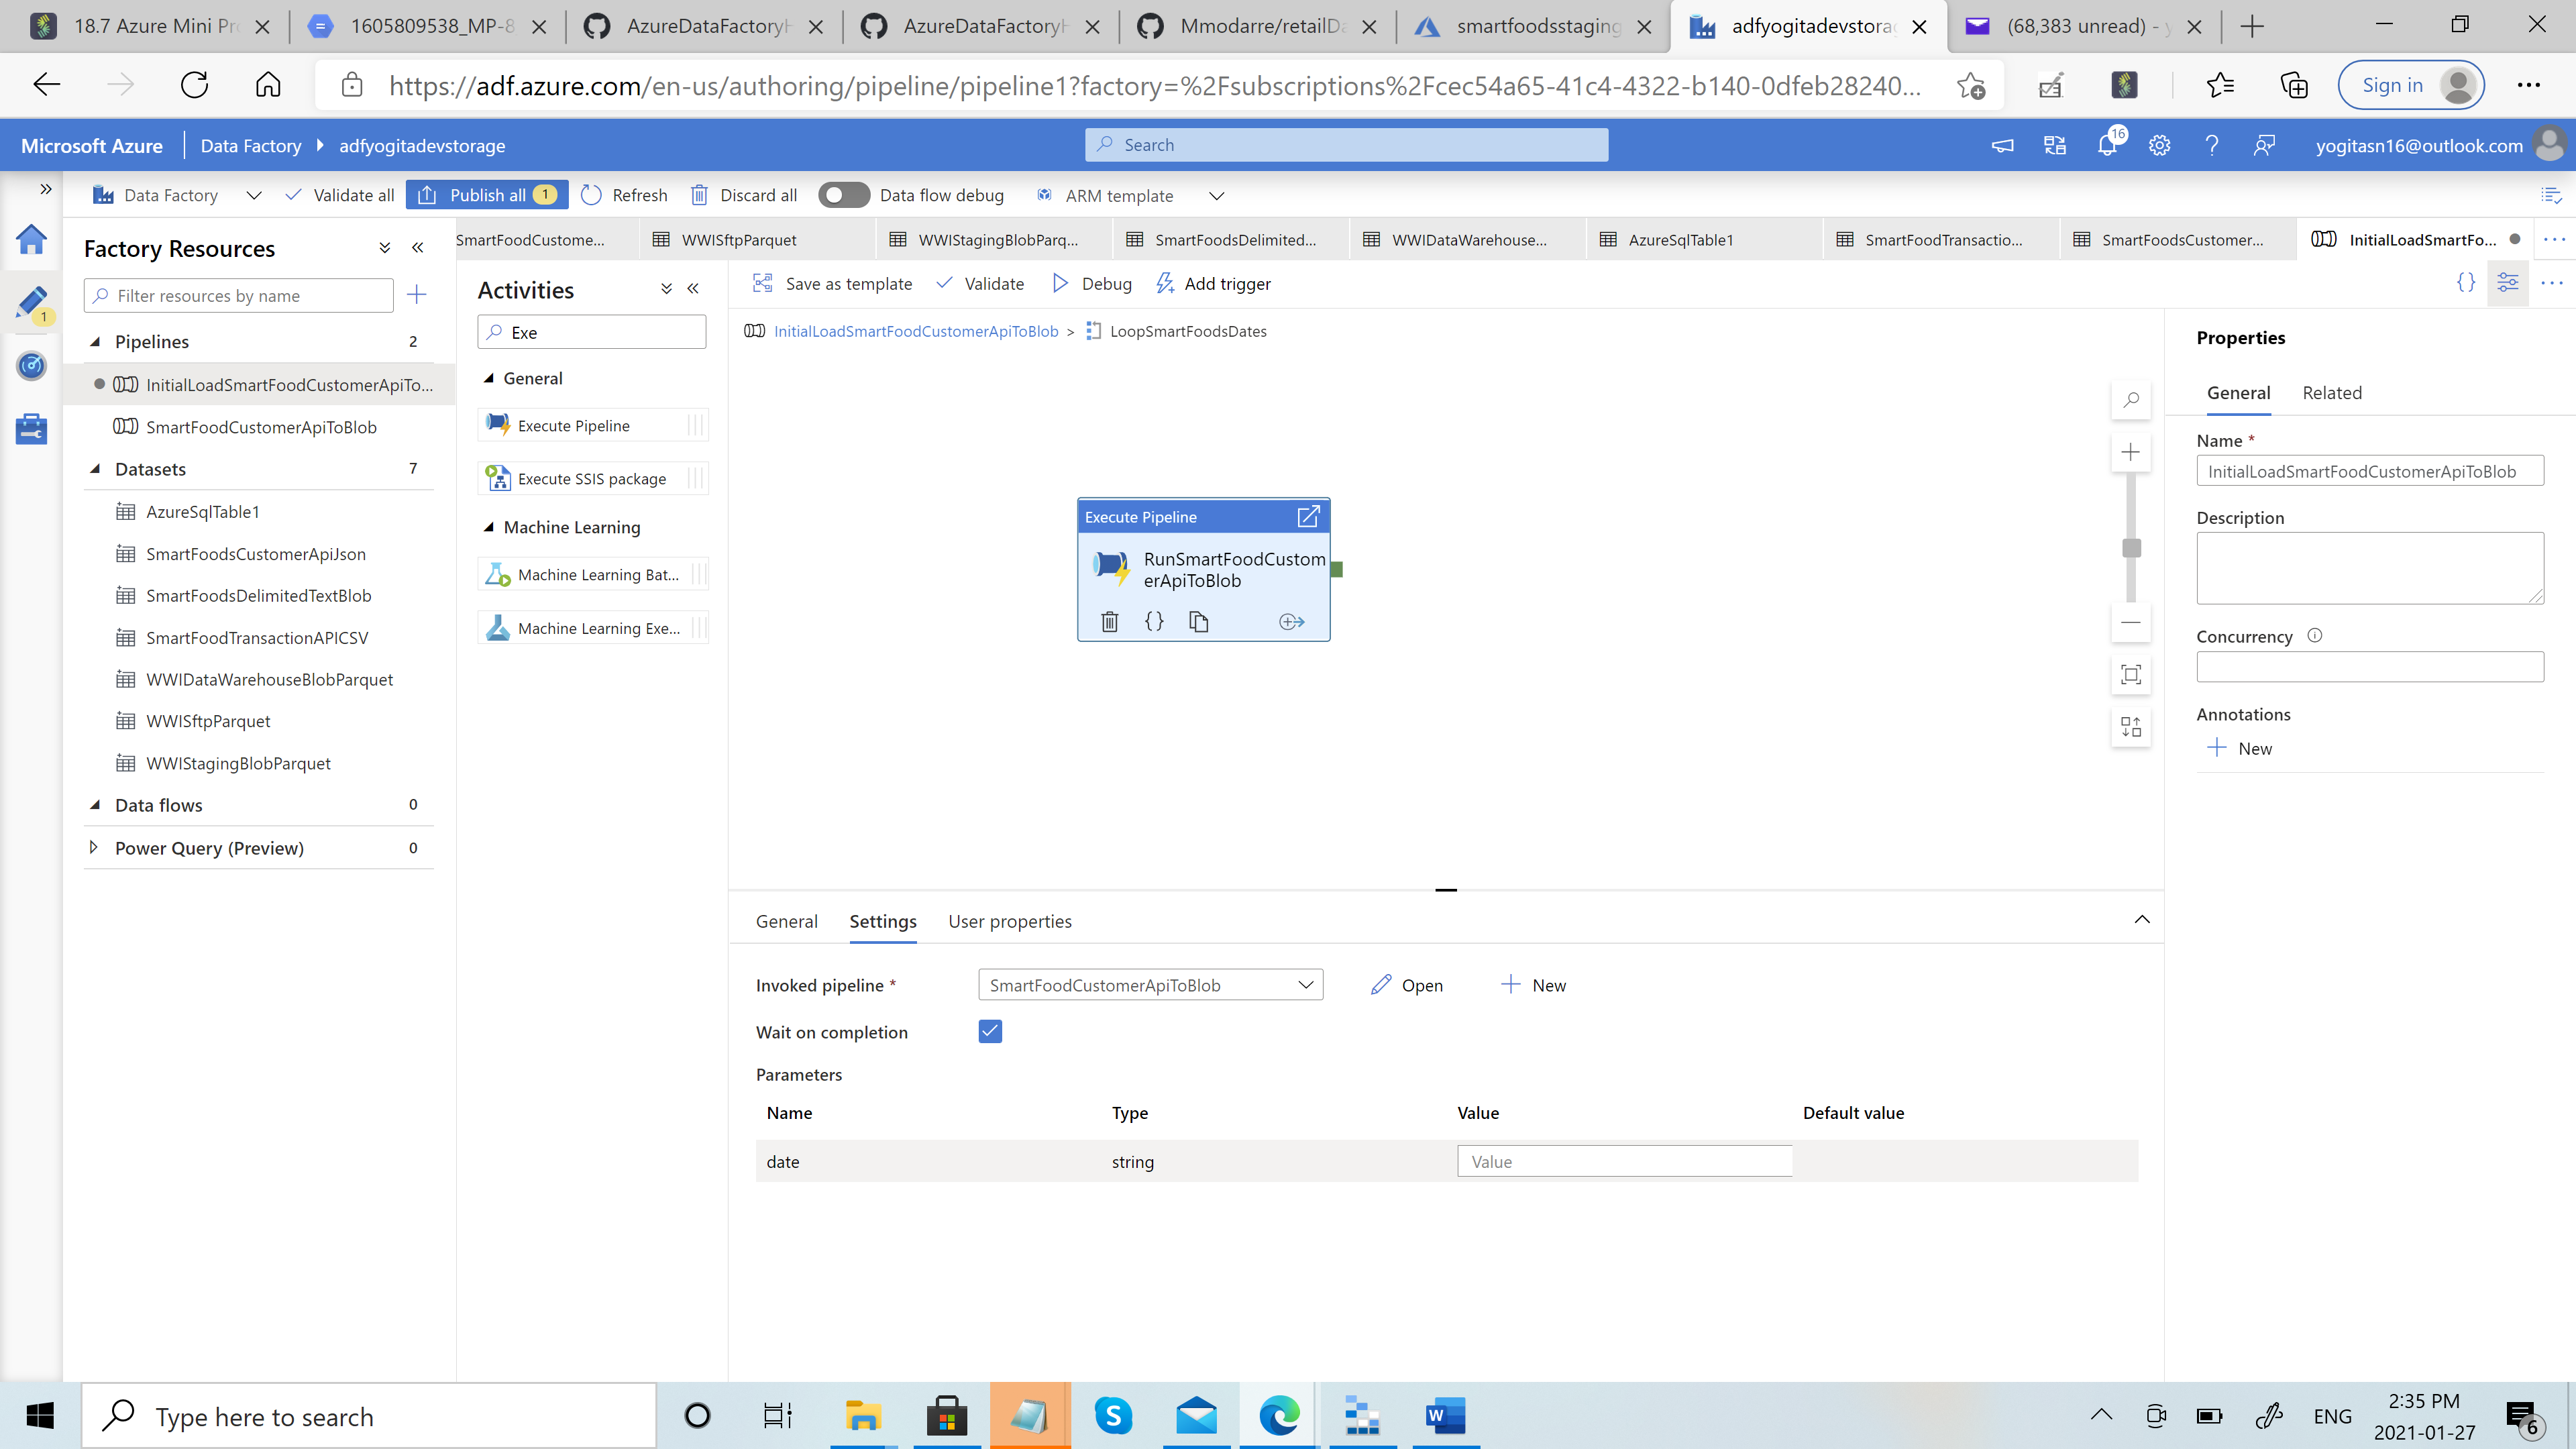 18.7 Azure Mini Pro
1605809538_MP-8
AzureDataFactoryH
AzureDataFactoryH
Mmodarre/retailDa
smartfoodsstaging
adfyogitadevstorag
(68,383 unread) - y
https://adf.azure.com/en-us/authoring/pipeline/pipeline1?factory=%2Fsubscriptions%2Fcec54a65-41c4-4322-b140-0dfeb28240...
Sign in
Microsoft Azure
Data Factory
adfyogitadevstorage
Search
16
yogitasn16@outlook.com
Data Factory
Validate all
Publish all
1
Refresh
Discard all
Data flow debug
ARM template
Factory Resources
SmartFoodCustome...
WWISftpParquet
WWIStagingBlobParq...
SmartFoodsDelimited...
WWIDataWarehouse...
AzureSqlTable1
SmartFoodTransactio...
SmartFoodsCustomer...
InitialLoadSmartFo...
Filter resources by name
1
Pipelines
2
InitialLoadSmartFoodCustomerApiTo...
SmartFoodCustomerApiToBlob
Datasets
7
AzureSqlTable1
SmartFoodsCustomerApiJson
SmartFoodsDelimitedTextBlob
SmartFoodTransactionAPICSV
WWIDataWarehouseBlobParquet
WWISftpParquet
WWIStagingBlobParquet
Data flows
0
Power Query (Preview)
0
Activities
Exe
General
Execute Pipeline
Execute SSIS package
Machine Learning
Machine Learning Bat...
Machine Learning Exe...
Save as template
Validate
Debug
Add trigger
InitialLoadSmartFoodCustomerApiToBlob > LoopSmartFoodsDates
Execute Pipeline
RunSmartFoodCustom
erApiToBlob
Properties
General
Related
Name *
InitialLoadSmartFoodCustomerApiToBlob
Description
Concurrency
Annotations
New
General
Settings
User properties
Invoked pipeline *
SmartFoodCustomerApiToBlob
Open
New
Wait on completion
Parameters
Name
Type
Value
Default value
date
string
Value
Type here to search
ENG
2:35 PM
2021-01-27
6